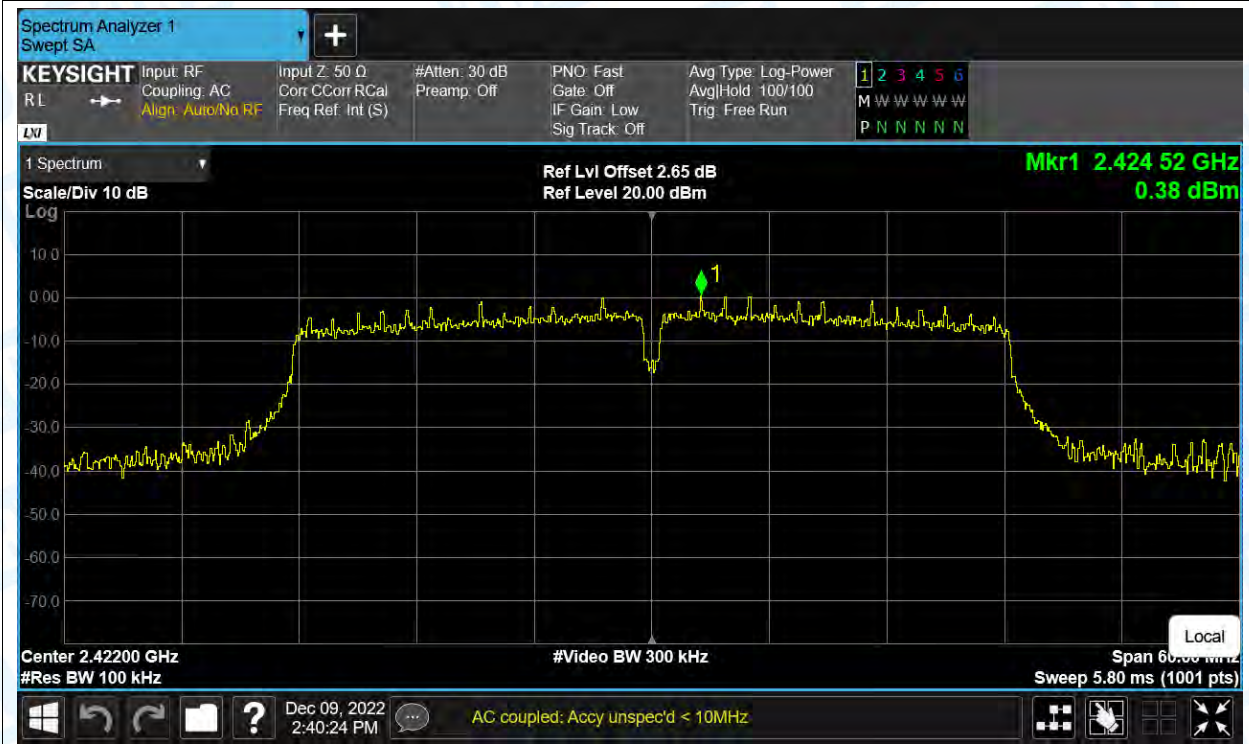 Spectrum Analyzer 1
Swept SA
+
KEYSIGHT
RL
LXI
Input: RF
Coupling: AC
Align: Auto/No RF
Input Z: 50 Ω
Corr CCorr RCal
Freq Ref: Int (S)
#Atten: 30 dB
Preamp: Off
PNO: Fast
Gate: Off
IF Gain: Low
Sig Track: Off
Avg Type: Log-Power
Avg|Hold: 100/100
Trig: Free Run
1 2 3 4 5 6
M W W W W W
P N N N N N
1 Spectrum
Scale/Div 10 dB
Log
Ref Lvl Offset 2.65 dB
Ref Level 20.00 dBm
Mkr1 2.424 52 GHz
0.38 dBm
10.0
0.00
-10.0
-20.0
-30.0
-40.0
-50.0
-60.0
-70.0
1
Local
Center 2.42200 GHz
#Res BW 100 kHz
#Video BW 300 kHz
Span 60.00 MHz
Sweep 5.80 ms (1001 pts)
?
Dec 09, 2022
2:40:24 PM
AC coupled: Accy unspec'd < 10MHz